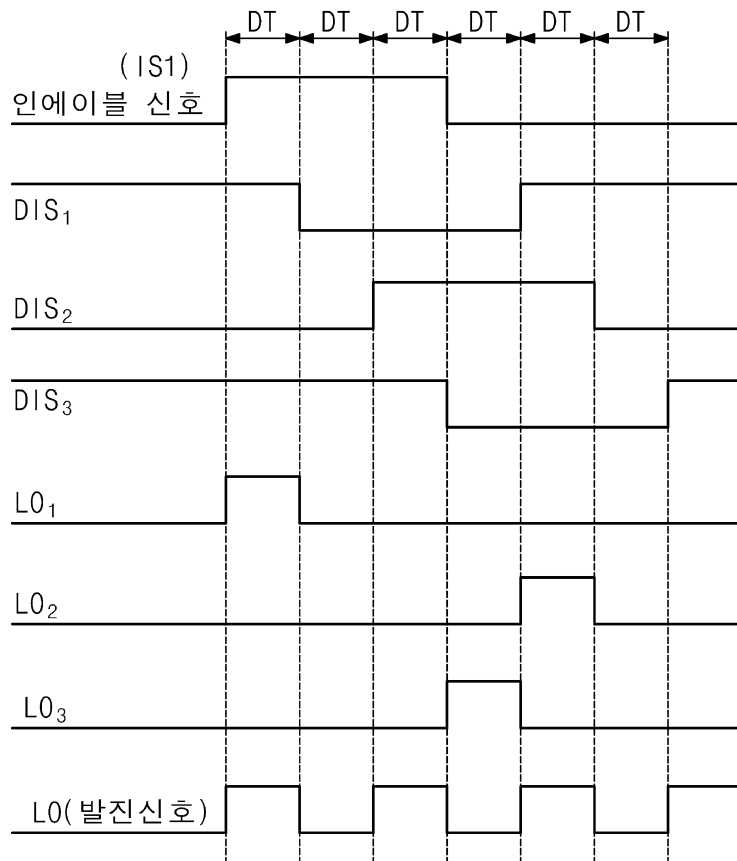 DT DT DT DT DT DT
(IS1)
인에이블 신호
DIS₁
DIS₂
DIS₃
LO₁
LO₂
LO₃
LO(발진신호)